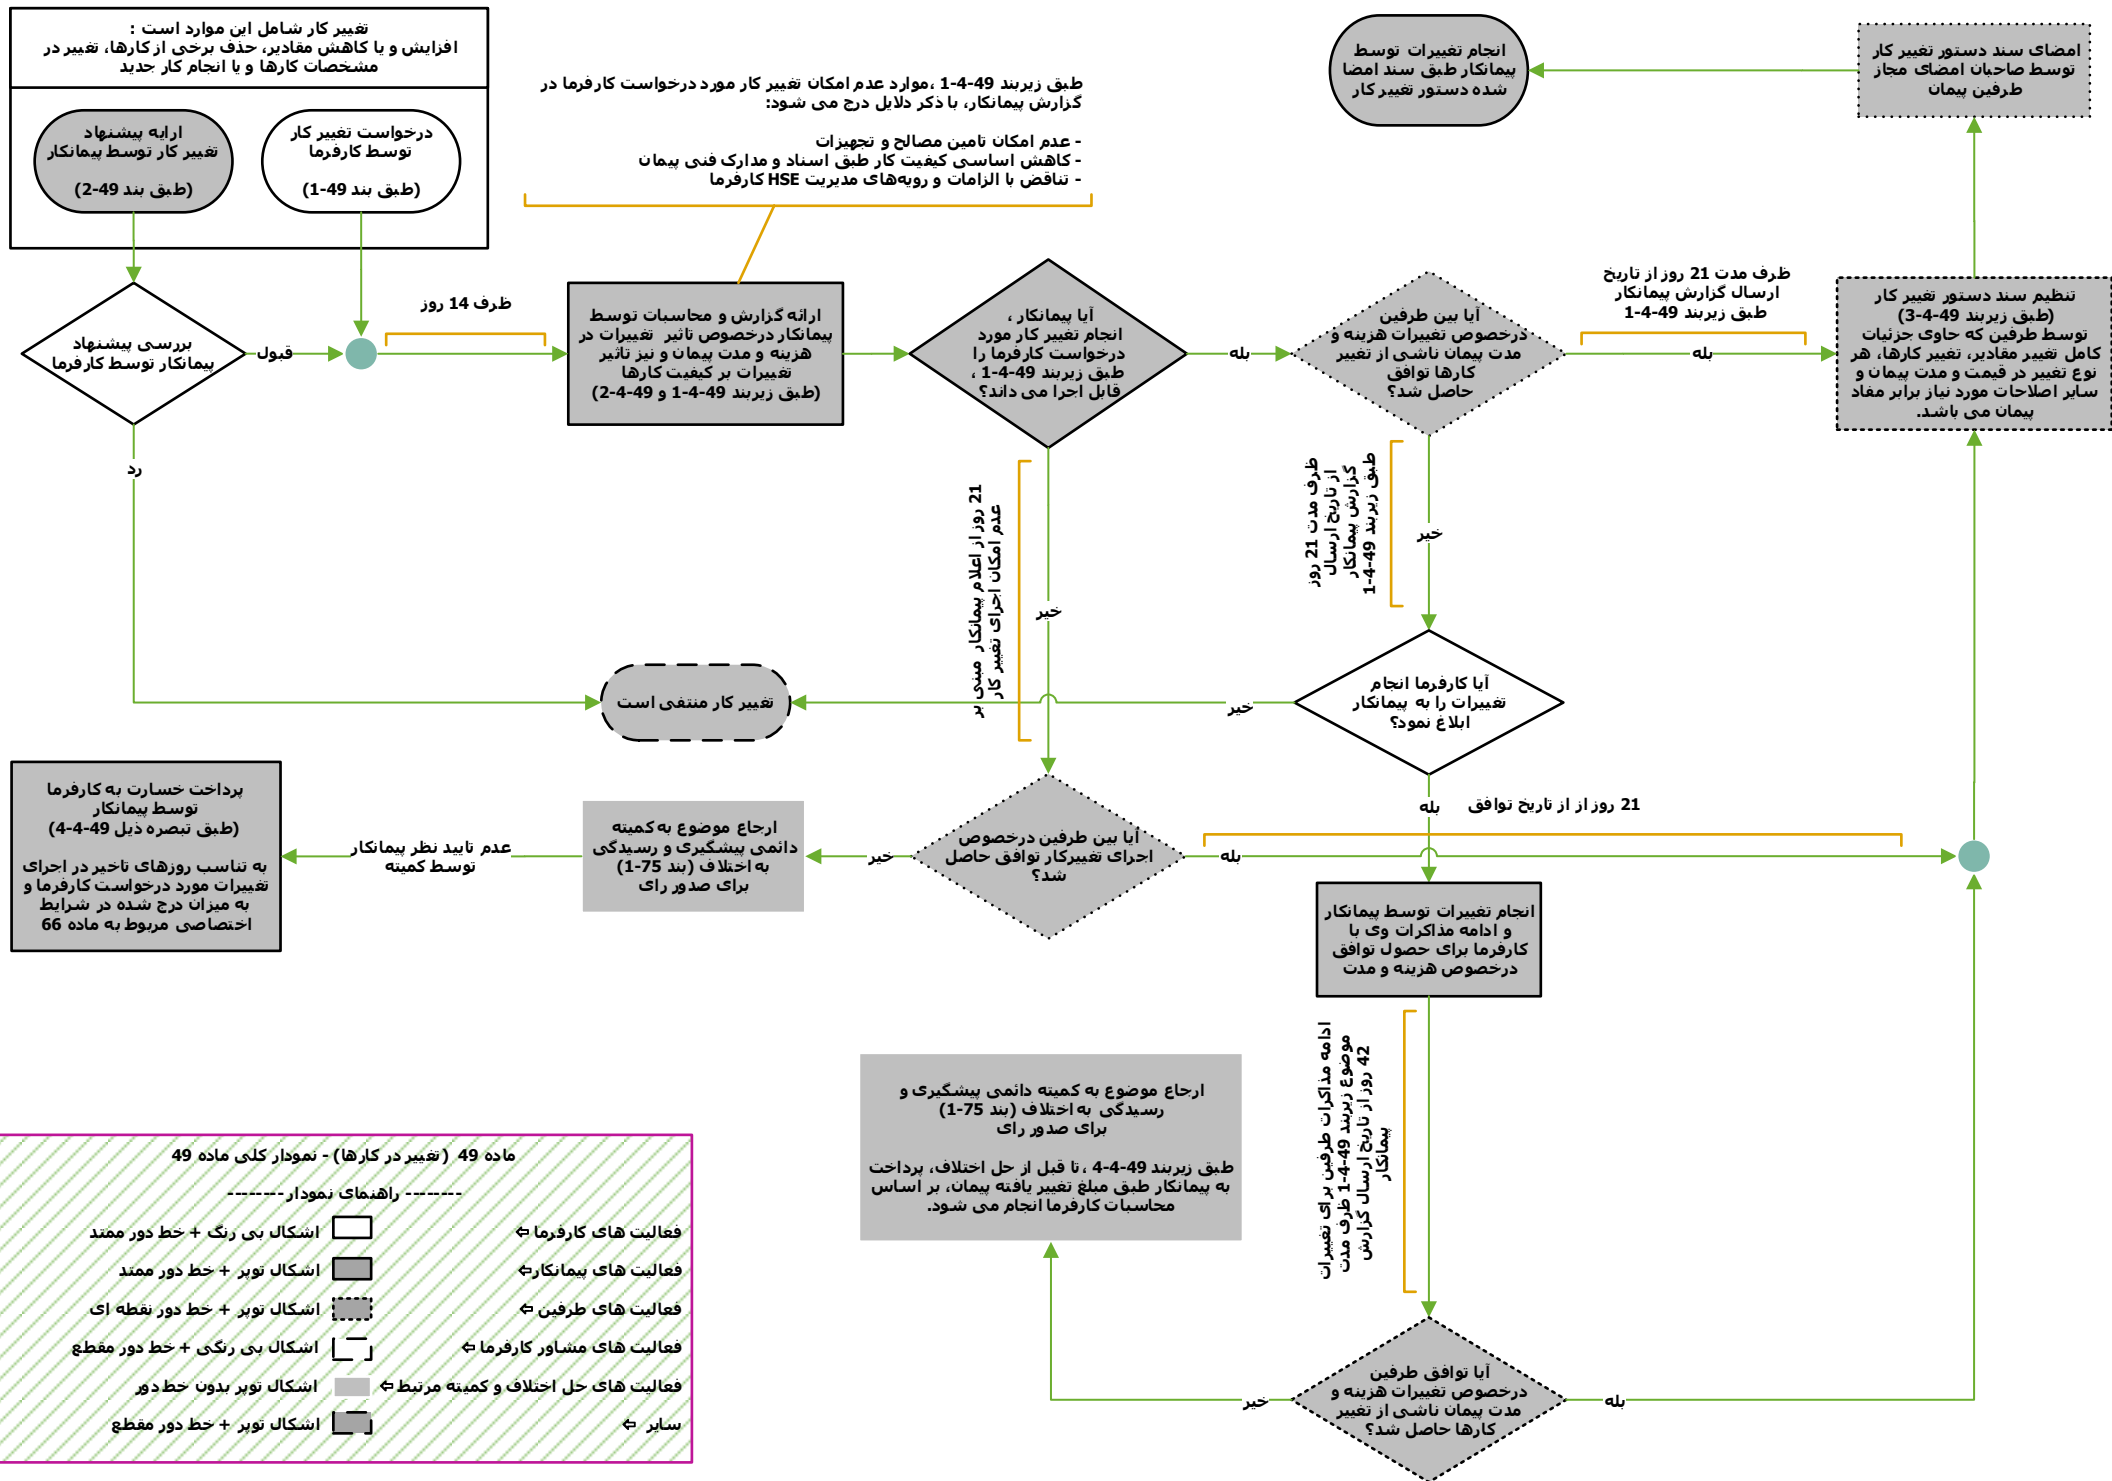 تغییر کار شامل این موارد است :
افزایش و یا کاهش مقادیر، حذف برخی از کارها، تغییر در
مشخصات کارها و یا انجام کار جدید
درخواست تغییر کار
توسط کارفرما
(طبق بند 49-1)
ارایه پیشنهاد
تغییر کار توسط پیمانکار
(طبق بند 49-2)
طبق زیربند 49-4-1 ،موارد عدم امکان تغییر کار مورد درخواست کارفرما در
گزارش پیمانکار، با ذکر دلایل درج می شود:
- عدم امکان تامین مصالح و تجهیزات
- کاهش اساسی کیفیت کار طبق اسناد و مدارک فنی پیمان
- تناقض با الزامات و رویه‌های مدیریت HSE کارفرما
انجام تغییرات توسط
پیمانکار طبق سند امضا
شده دستور تغییر کار
امضای سند دستور تغییر کار
توسط صاحبان امضای مجاز
طرفین پیمان
بررسی پیشنهاد
پیمانکار توسط کارفرما
قبول
رد
ظرف 14 روز
ارائه گزارش و محاسبات توسط
پیمانکار درخصوص تاثیر تغییرات در
هزینه و مدت پیمان و نیز تاثیر
تغییرات بر کیفیت کارها
(طبق زیربند 49-4-1 و 49-4-2)
آیا پیمانکار ،
انجام تغییر کار مورد
درخواست کارفرما را
طبق زیربند 49-4-1 ،
قابل اجرا می داند؟
بله
آیا بین طرفین
درخصوص تغییرات هزینه و
مدت پیمان ناشی از تغییر
کارها توافق
حاصل شد؟
ظرف مدت 21 روز از تاریخ
ارسال گزارش پیمانکار
طبق زیربند 49-4-1
بله
تنظیم سند دستور تغییر کار
(طبق زیربند 49-4-3)
توسط طرفین که حاوی جزئیات
کامل تغییر مقادیر، تغییر کارها، هر
نوع تغییر در قیمت و مدت پیمان و
سایر اصلاحات مورد نیاز برابر مفاد
پیمان می باشد.
21 روز از اعلام پیمانکار مبنی بر
عدم امکان اجرای تغییر کار
خیر
ظرف مدت 21 روز
از تاریخ ارسال
گزارش پیمانکار
طبق زیربند 49-4-1
خیر
تغییر کار منتفی است
خیر
آیا کارفرما انجام
تغییرات را به پیمانکار
ابلاغ نمود؟
بله
21 روز از از تاریخ توافق
پرداخت خسارت به کارفرما
توسط پیمانکار
(طبق تبصره ذیل 49-4-4)
به تناسب روزهای تاخیر در اجرای
تغییرات مورد درخواست کارفرما و
به میزان درج شده در شرایط
اختصاصی مربوط به ماده 66
عدم تایید نظر پیمانکار
توسط کمیته
ارجاع موضوع به کمیته
دائمی پیشگیری و رسیدگی
به اختلاف (بند 75-1)
برای صدور رای
خیر
آیا بین طرفین درخصوص
اجرای تغییرکار توافق حاصل
شد؟
بله
انجام تغییرات توسط پیمانکار
و ادامه مذاکرات وی با
کارفرما برای حصول توافق
درخصوص هزینه و مدت
ادامه مذاکرات طرفین برای تغییرات
موضوع زیربند 49-4-1 ظرف مدت
42 روز از تاریخ ارسال گزارش
پیمانکار
ارجاع موضوع به کمیته دائمی پیشگیری و
رسیدگی به اختلاف (بند 75-1)
برای صدور رای
طبق زیربند 49-4-4 ، تا قبل از حل اختلاف، پرداخت
به پیمانکار طبق مبلغ تغییر یافته پیمان، بر اساس
محاسبات کارفرما انجام می شود.
خیر
آیا توافق طرفین
درخصوص تغییرات هزینه و
مدت پیمان ناشی از تغییر
کارها حاصل شد؟
بله
ماده 49 (تغییر در کارها) - نمودار کلی ماده 49
-------- راهنمای نمودار --------
فعالیت های کارفرما ⇦ اشکال بی رنگ + خط دور ممتد
فعالیت های پیمانکار⇦ اشکال توپر + خط دور ممتد
فعالیت های طرفین ⇦ اشکال توپر + خط دور نقطه ای
فعالیت های مشاور کارفرما ⇦ اشکال بی رنگی + خط دور مقطع
فعالیت های حل اختلاف و کمیته مرتبط ⇦ اشکال توپر بدون خط دور
سایر ⇦ اشکال توپر + خط دور مقطع